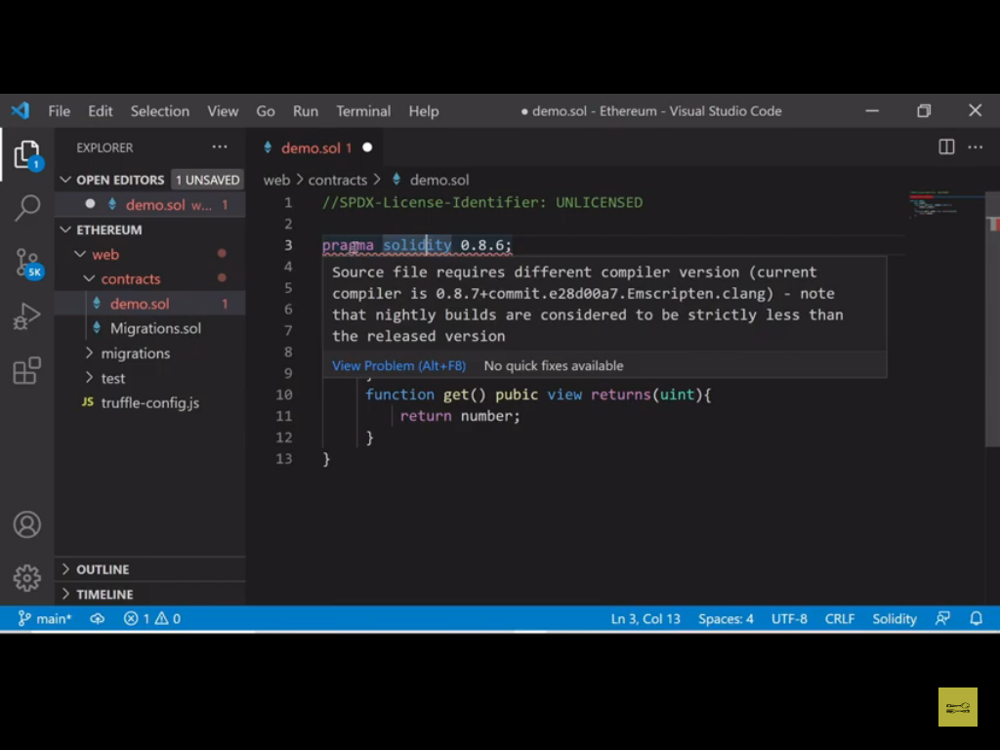 File Edit Selection View Go Run Terminal Help
● demo.sol - Ethereum - Visual Studio Code
EXPLORER ···
demo.sol 1 ●
OPEN EDITORS 1 UNSAVED
web > contracts > demo.sol
● demo.sol w... 1
ETHEREUM
web
contracts
demo.sol 1
Migrations.sol
migrations
test
JS truffle-config.js
OUTLINE
TIMELINE
1
5K
1 //SPDX-License-Identifier: UNLICENSED
2
3 pragma solidity 0.8.6;
4
5
6
7
8
9
Source file requires different compiler version (current
compiler is 0.8.7+commit.e28d00a7.Emscripten.clang) - note
that nightly builds are considered to be strictly less than
the released version
View Problem (Alt+F8) No quick fixes available
10 function get() pubic view returns(uint){
11 return number;
12 }
13 }
main* 1 0 Ln 3, Col 13 Spaces: 4 UTF-8 CRLF Solidity